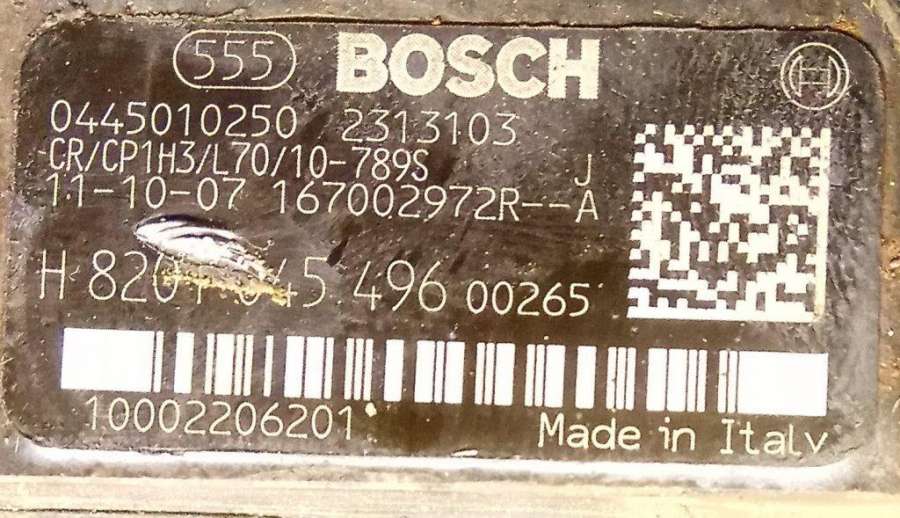 555 BOSCH
0445010250 2313103
CR/CP1H3/L70/10-789S J
11-10-07 167002972R--A
H 496 00265
10002206201
Made in Italy